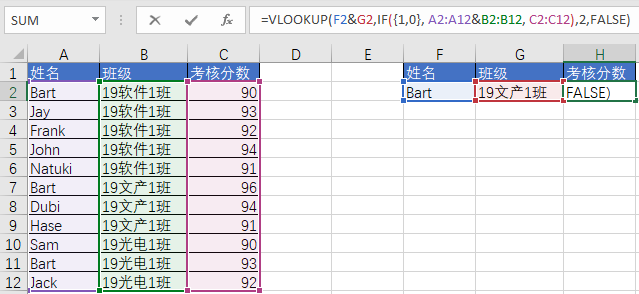 SUM =VLOOKUP(F2&G2,IF({1,0}, A2:A12&B2:B12, C2:C12),2,FALSE)
A B C D E F G H
1 姓名 班级 考核分数 姓名 班级 考核分数
2 Bart 19软件1班 90 Bart 19文产1班 FALSE)
3 Jay 19软件1班 93
4 Frank 19软件1班 92
5 John 19软件1班 94
6 Natuki 19软件1班 91
7 Bart 19文产1班 96
8 Dubi 19文产1班 94
9 Hase 19文产1班 91
10 Sam 19光电1班 90
11 Bart 19光电1班 93
12 Jack 19光电1班 92